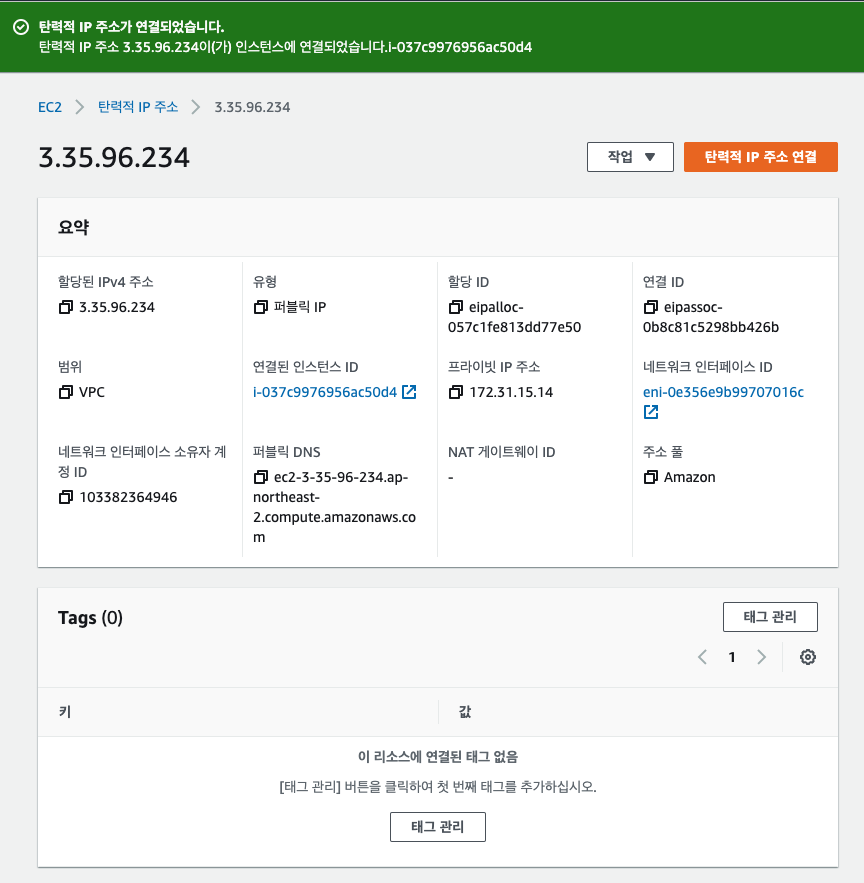 탄력적 IP 주소가 연결되었습니다.
탄력적 IP 주소 3.35.96.234이(가) 인스턴스에 연결되었습니다.i-037c9976956ac50d4
EC2 > 탄력적 IP 주소 > 3.35.96.234
3.35.96.234
작업 ▼
탄력적 IP 주소 연결
요약
할당된 IPv4 주소
3.35.96.234
유형
퍼블릭 IP
할당 ID
eipalloc-
057c1fe813dd77e50
연결 ID
eipassoc-
0b8c81c5298bb426b
범위
VPC
연결된 인스턴스 ID
i-037c9976956ac50d4
프라이빗 IP 주소
172.31.15.14
네트워크 인터페이스 ID
eni-0e356e9b99707016c
네트워크 인터페이스 소유자 계
정 ID
103382364946
퍼블릭 DNS
ec2-3-35-96-234.ap-
northeast-
2.compute.amazonaws.co
m
NAT 게이트웨이 ID
-
주소 풀
Amazon
Tags (0)
태그 관리
1
키
값
이 리소스에 연결된 태그 없음
[태그 관리] 버튼을 클릭하여 첫 번째 태그를 추가하십시오.
태그 관리